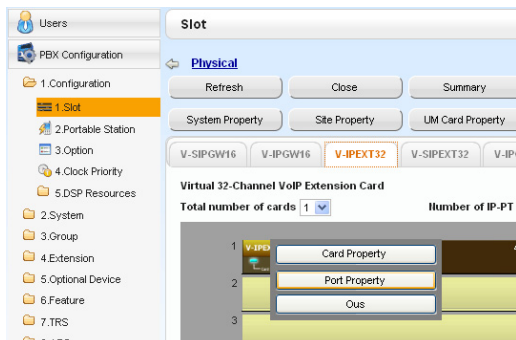 Users
PBX Configuration
1.Configuration
1.Slot
2.Portable Station
3.Option
4.Clock Priority
5.DSP Resources
2.System
3.Group
4.Extension
5.Optional Device
6.Feature
7.TRS
Slot
Physical
Refresh Close Summary
System Property Site Property UM Card Property
V-SIPGW16 V-IPGW16 V-IPEXT32 V-SIPEXT32 V-IP
Virtual 32-Channel VoIP Extension Card
Total number of cards 1 Number of IP-PT
1 V-IPE
Card Property
2 Port Property
Ous
3